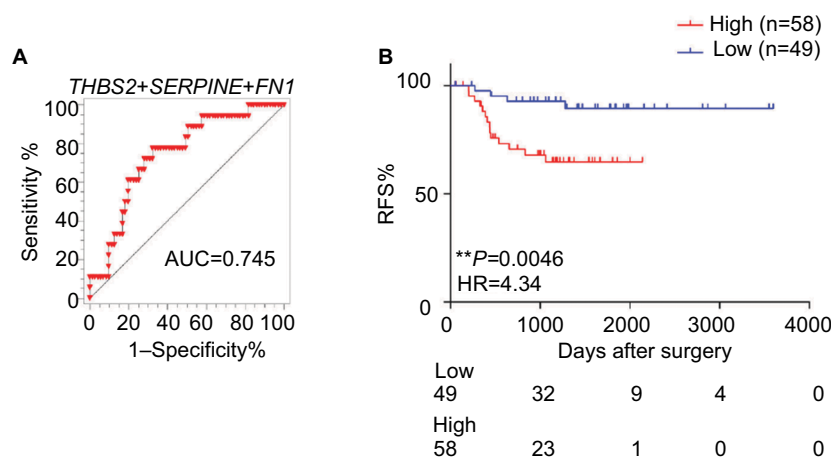 A
THBS2+SERPINE+FN1
100
80
60
40
20
0
Sensitivity %
AUC=0.745
0 20 40 60 80 100
1–Specificity%
B
High (n=58)
Low (n=49)
100
50
0
RFS%
**P=0.0046
HR=4.34
0 1000 2000 3000 4000
Days after surgery
Low
49 32 9 4 0
High
58 23 1 0 0